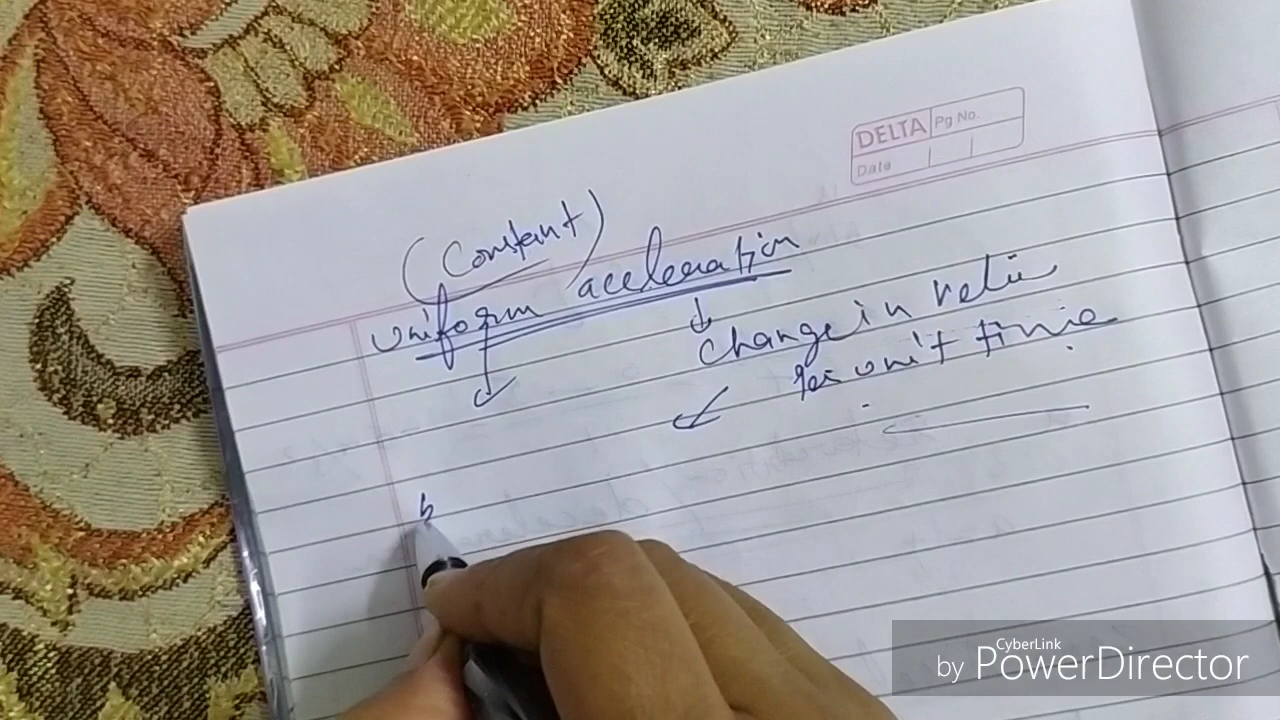 DELTA Pg No.
Date
(Constant)
uniform acceleration
change in velo
per unit time
b
CyberLink
by PowerDirector